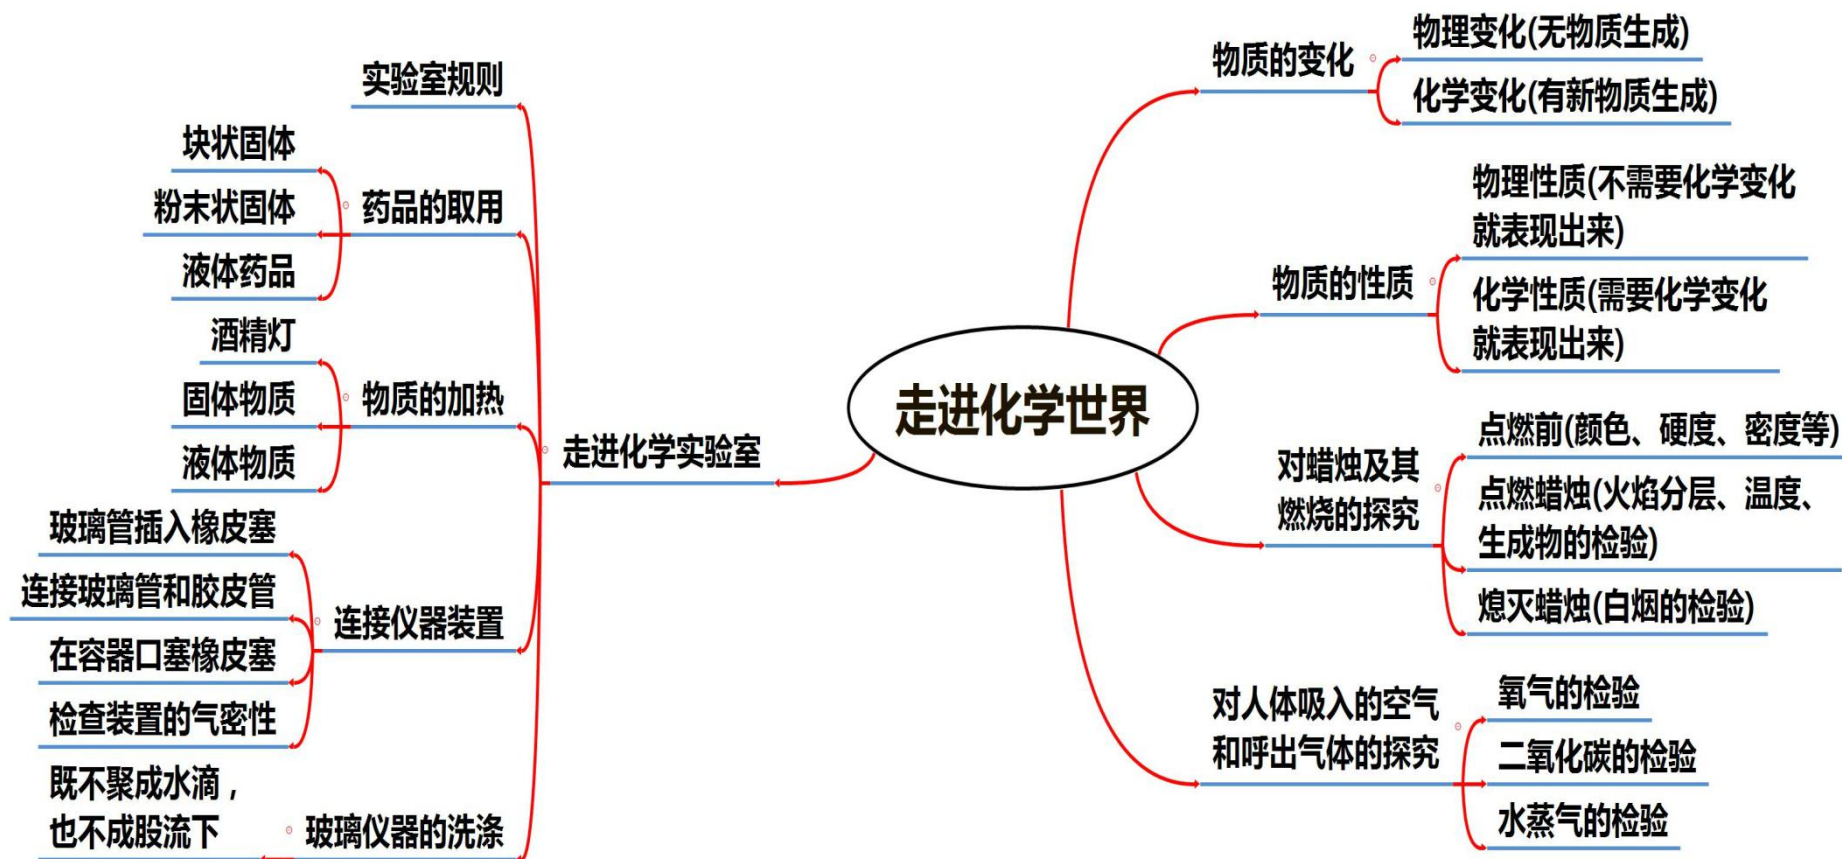 走进化学世界
物质的变化
物理变化(无物质生成)
化学变化(有新物质生成)
物质的性质
物理性质(不需要化学变化
就表现出来)
化学性质(需要化学变化
就表现出来)
对蜡烛及其
燃烧的探究
点燃前(颜色、硬度、密度等)
点燃蜡烛(火焰分层、温度、
生成物的检验)
熄灭蜡烛(白烟的检验)
对人体吸入的空气
和呼出气体的探究
氧气的检验
二氧化碳的检验
水蒸气的检验
走进化学实验室
实验室规则
药品的取用
块状固体
粉末状固体
液体药品
物质的加热
酒精灯
固体物质
液体物质
连接仪器装置
玻璃管插入橡皮塞
连接玻璃管和胶皮管
在容器口塞橡皮塞
检查装置的气密性
玻璃仪器的洗涤
既不聚成水滴，
也不成股流下